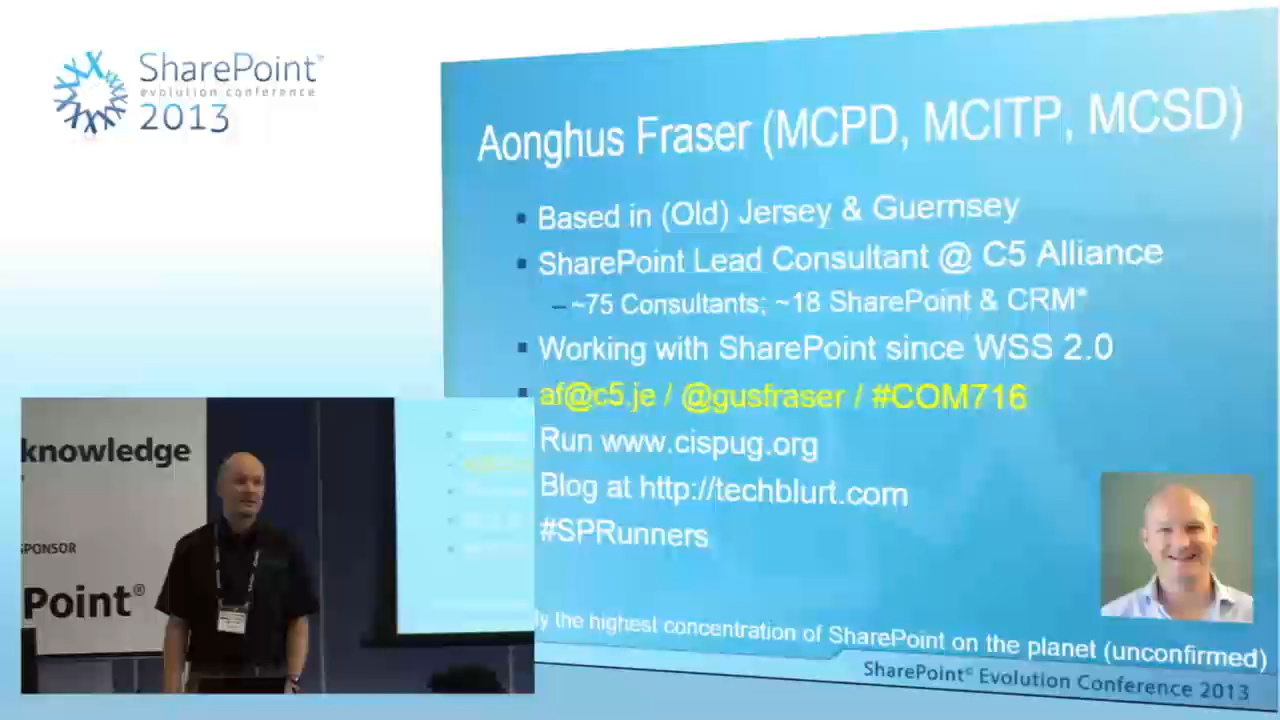 SharePoint™
evolution conference
2013
Aonghus Fraser (MCPD, MCITP, MCSD)
Based in (Old) Jersey & Guernsey
SharePoint Lead Consultant @ C5 Alliance
– ~75 Consultants; ~18 SharePoint & CRM*
Working with SharePoint since WSS 2.0
af@c5.je / @gusfraser / #COM716
Run www.cispug.org
Blog at http://techblurt.com
#SPRunners
the highest concentration of SharePoint on the planet (unconfirmed)
SharePoint® Evolution Conference 2013
knowledge
SPONSOR
Point®